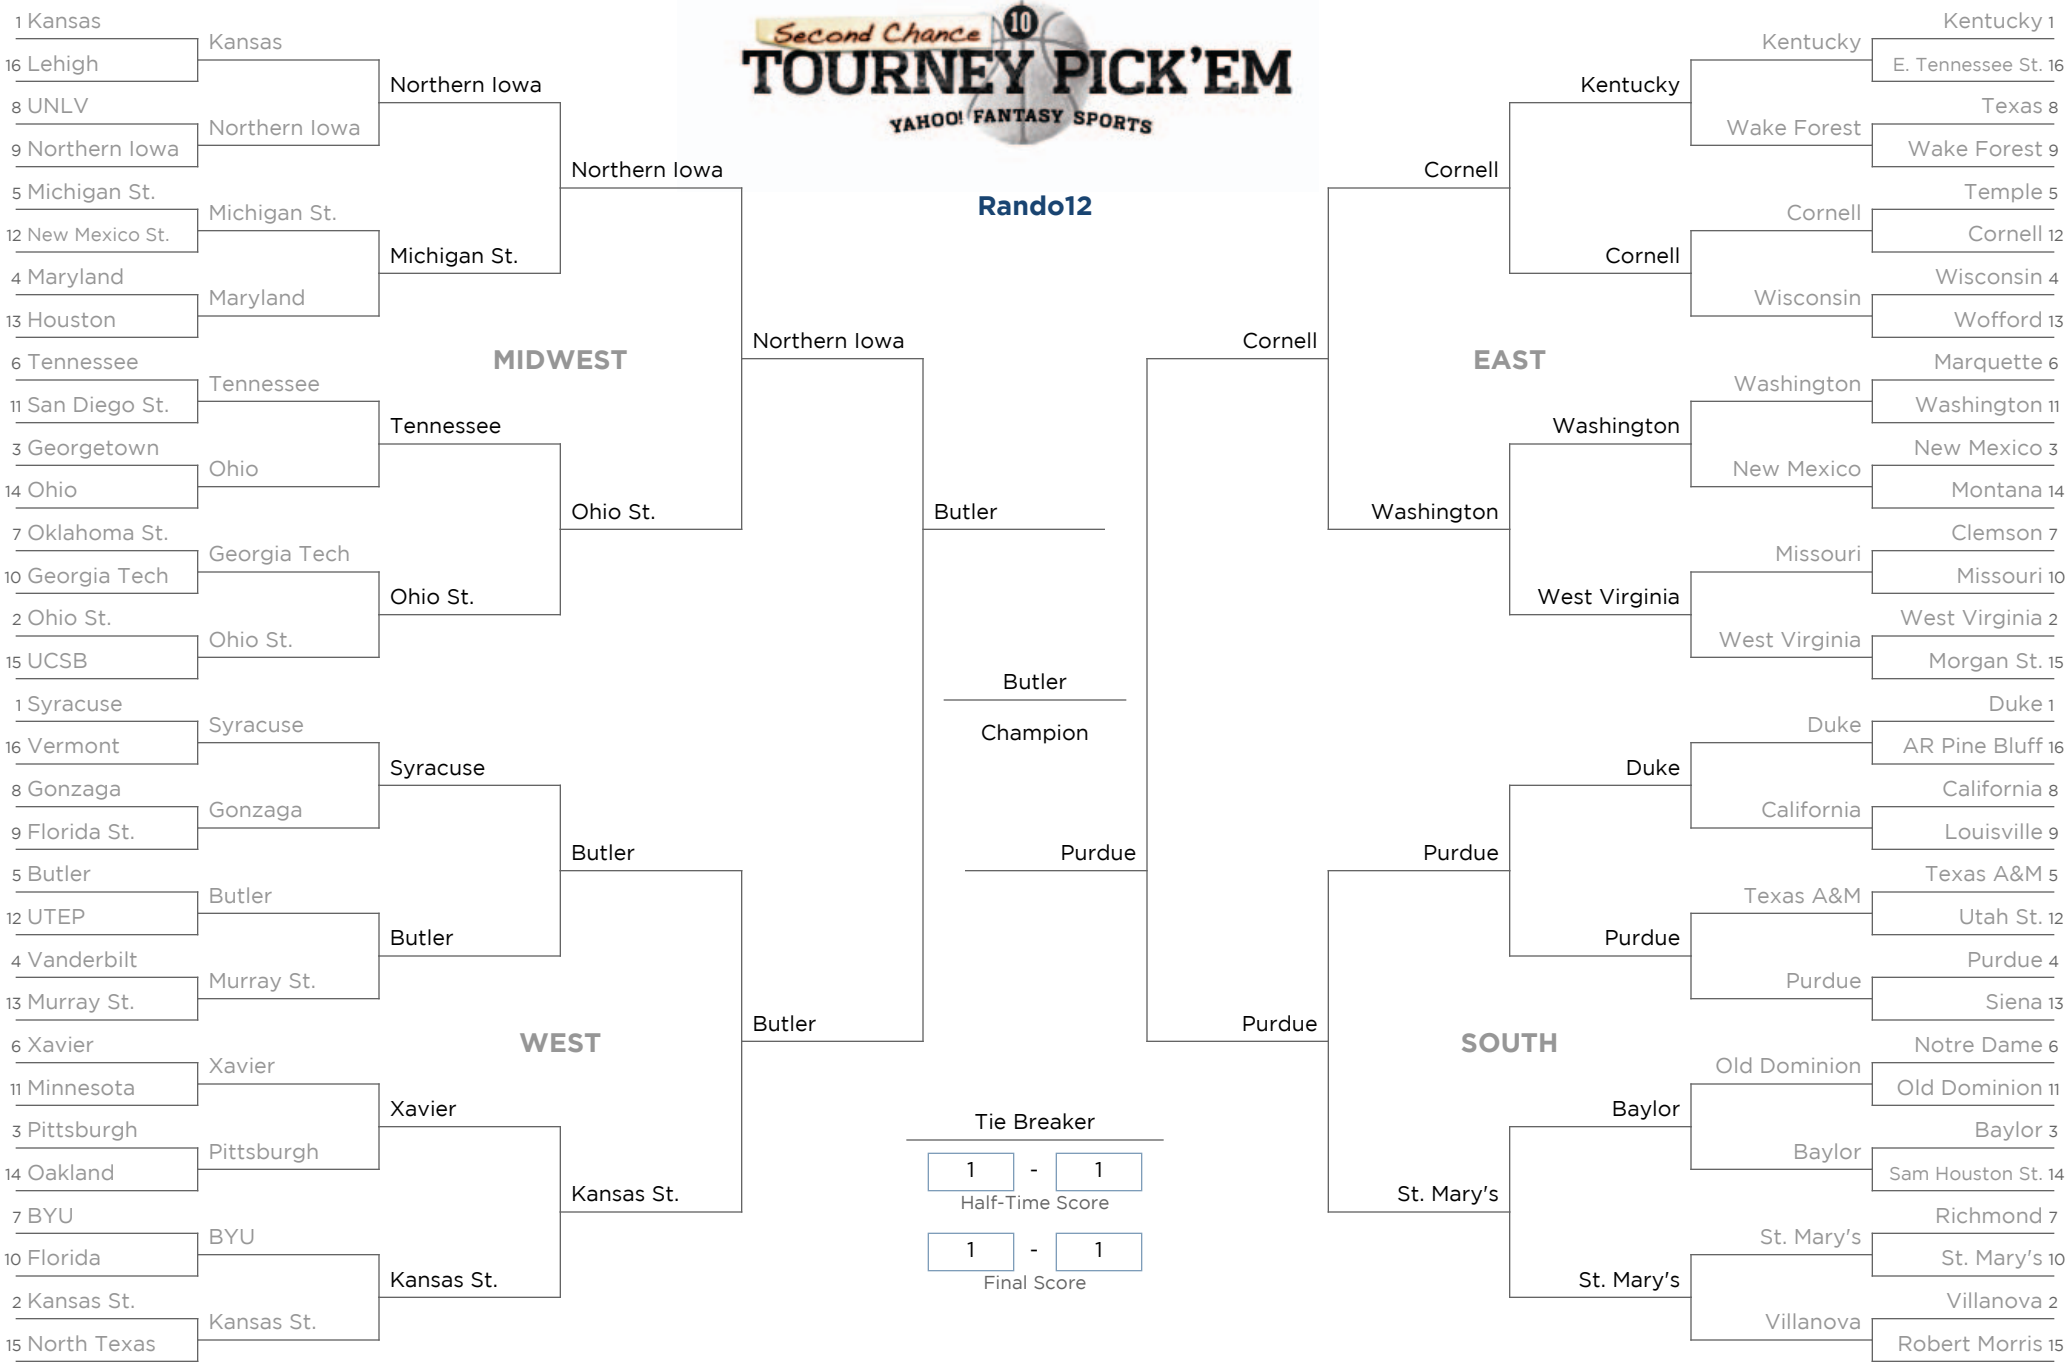 Second Chance 10
TOURNEY PICK'EM
YAHOO! FANTASY SPORTS
Rando12
1 Kansas
16 Lehigh
8 UNLV
9 Northern Iowa
5 Michigan St.
12 New Mexico St.
4 Maryland
13 Houston
6 Tennessee
11 San Diego St.
3 Georgetown
14 Ohio
7 Oklahoma St.
10 Georgia Tech
2 Ohio St.
15 UCSB
Kansas
Northern Iowa
Michigan St.
Maryland
Tennessee
Ohio
Georgia Tech
Ohio St.
Northern Iowa
Michigan St.
Tennessee
Ohio St.
Northern Iowa
Ohio St.
MIDWEST
Northern Iowa
1 Syracuse
16 Vermont
8 Gonzaga
9 Florida St.
5 Butler
12 UTEP
4 Vanderbilt
13 Murray St.
6 Xavier
11 Minnesota
3 Pittsburgh
14 Oakland
7 BYU
10 Florida
2 Kansas St.
15 North Texas
Syracuse
Gonzaga
Butler
Murray St.
Xavier
Pittsburgh
BYU
Kansas St.
Syracuse
Butler
Xavier
Kansas St.
Butler
Kansas St.
WEST
Butler
Butler
Butler
Champion
Purdue
Tie Breaker
1 - 1
Half-Time Score
1 - 1
Final Score
Kentucky 1
E. Tennessee St. 16
Texas 8
Wake Forest 9
Temple 5
Cornell 12
Wisconsin 4
Wofford 13
Marquette 6
Washington 11
New Mexico 3
Montana 14
Clemson 7
Missouri 10
West Virginia 2
Morgan St. 15
Kentucky
Wake Forest
Cornell
Wisconsin
Washington
New Mexico
Missouri
West Virginia
Kentucky
Cornell
Washington
West Virginia
Cornell
Washington
EAST
Cornell
Duke 1
AR Pine Bluff 16
California 8
Louisville 9
Texas A&M 5
Utah St. 12
Purdue 4
Siena 13
Notre Dame 6
Old Dominion 11
Baylor 3
Sam Houston St. 14
Richmond 7
St. Mary's 10
Villanova 2
Robert Morris 15
Duke
California
Texas A&M
Purdue
Old Dominion
Baylor
St. Mary's
Villanova
Duke
Purdue
Baylor
St. Mary's
Purdue
St. Mary's
SOUTH
Purdue